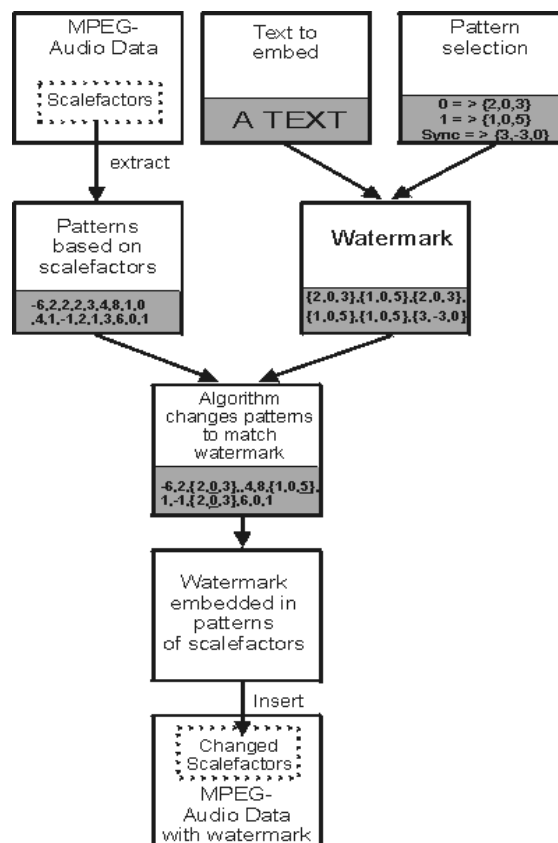 MPEG-
Audio Data
Scalefactors
extract
Text to
embed
A TEXT
Pattern
selection
0 = > {2,0,3}
1 = > {1,0,5}
Sync = > {3,-3,0}
Patterns
based on
scalefactors
-6,2,2,2,3,4,8,1,0
,4,1,-1,2,1,3,6,0,1
Watermark
{2,0,3},{1,0,5},{2,0,3},
{1,0,5},{1,0,5},{3,-3,0}
Algorithm
changes patterns
to match
watermark
-6,2,{2,0,3},.4,8,{1,0,5},
1,-1,{2,0,3},6,0,1
Watermark
embedded in
patterns
of scalefactors
Insert
Changed
Scalefactors
MPEG-
Audio Data
with watermark